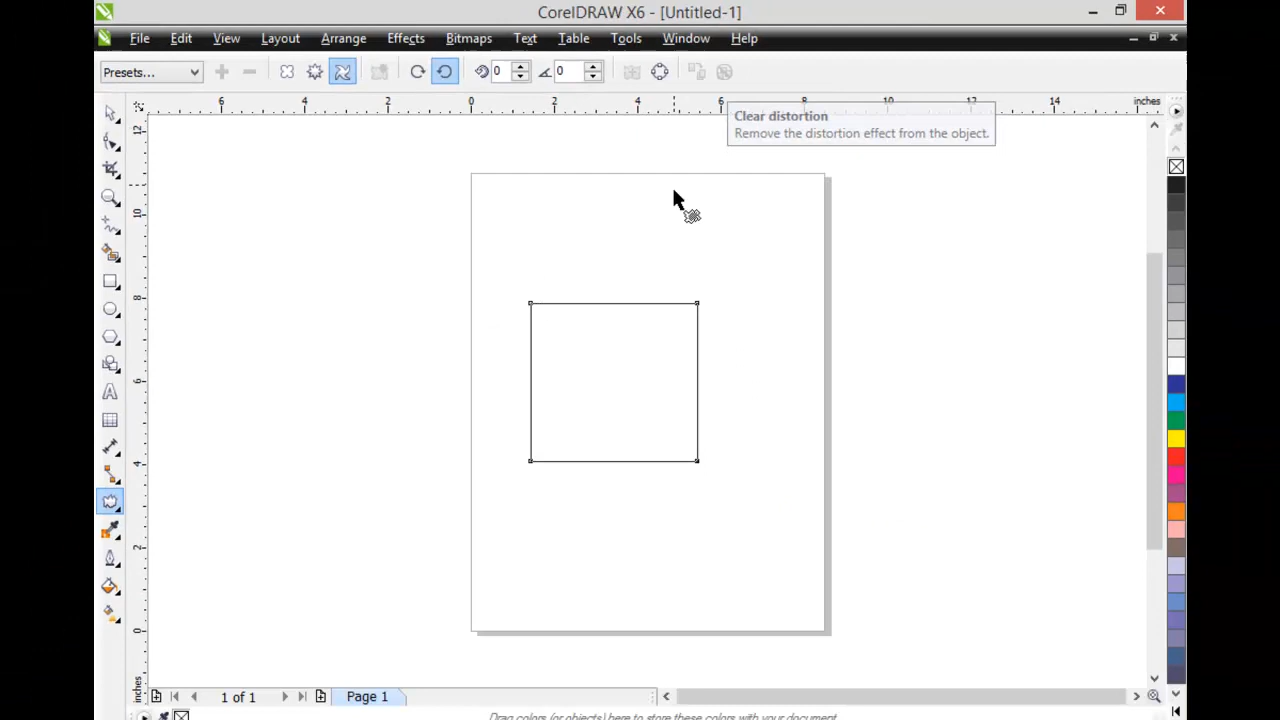 CorelDRAW X6 - [Untitled-1]
File Edit View Layout Arrange Effects Bitmaps Text Table Tools Window Help
Presets... 0 0
6 4 2 0 2 4 6 8 10 12 14 inches
Clear distortion
Remove the distortion effect from the object.
12
10
8
6
4
2
0
inches
1 of 1 Page 1
Drag colors (or objects) here to store these colors with your document